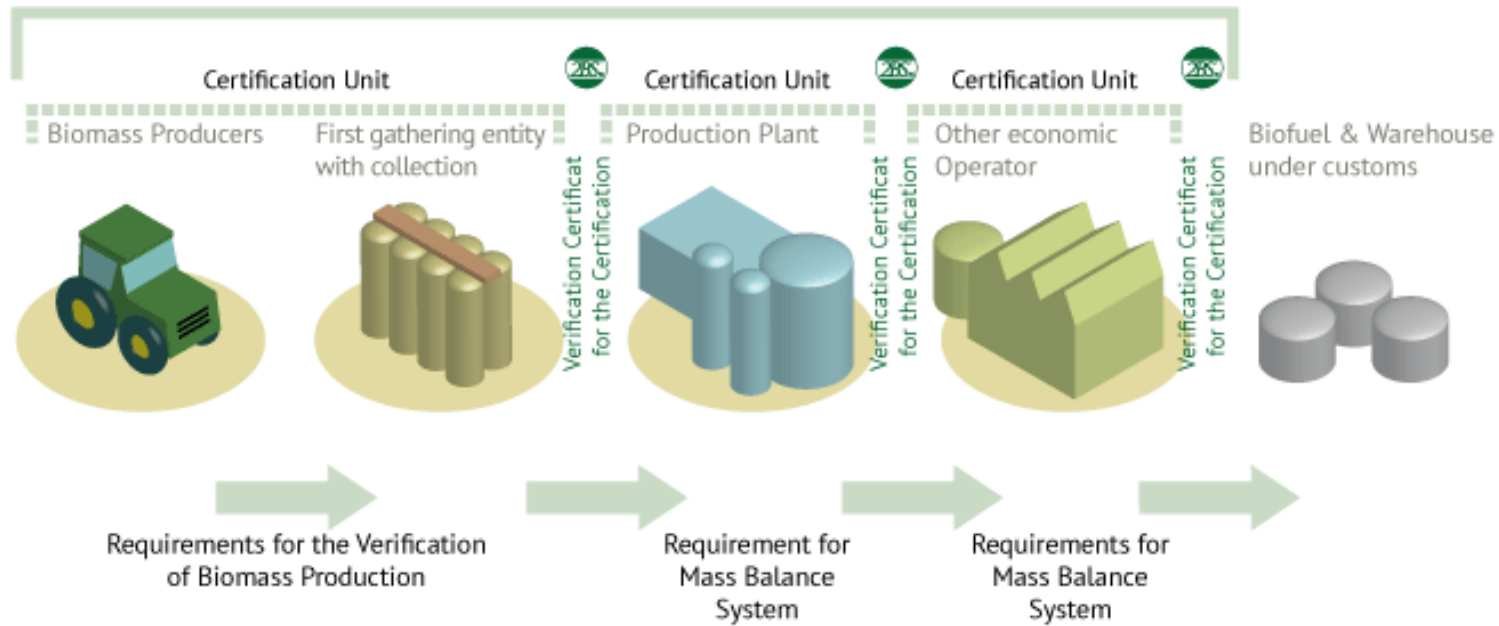 Certification Unit
Certification Unit
Certification Unit
Biomass Producers
First gathering entity
with collection
Production Plant
Other economic
Operator
Biofuel & Warehouse
under customs
Verification Certificat
for the Certification
Verification Certificat
for the Certification
Verification Certificat
for the Certification
Requirements for the Verification
of Biomass Production
Requirement for
Mass Balance
System
Requirements for
Mass Balance
System